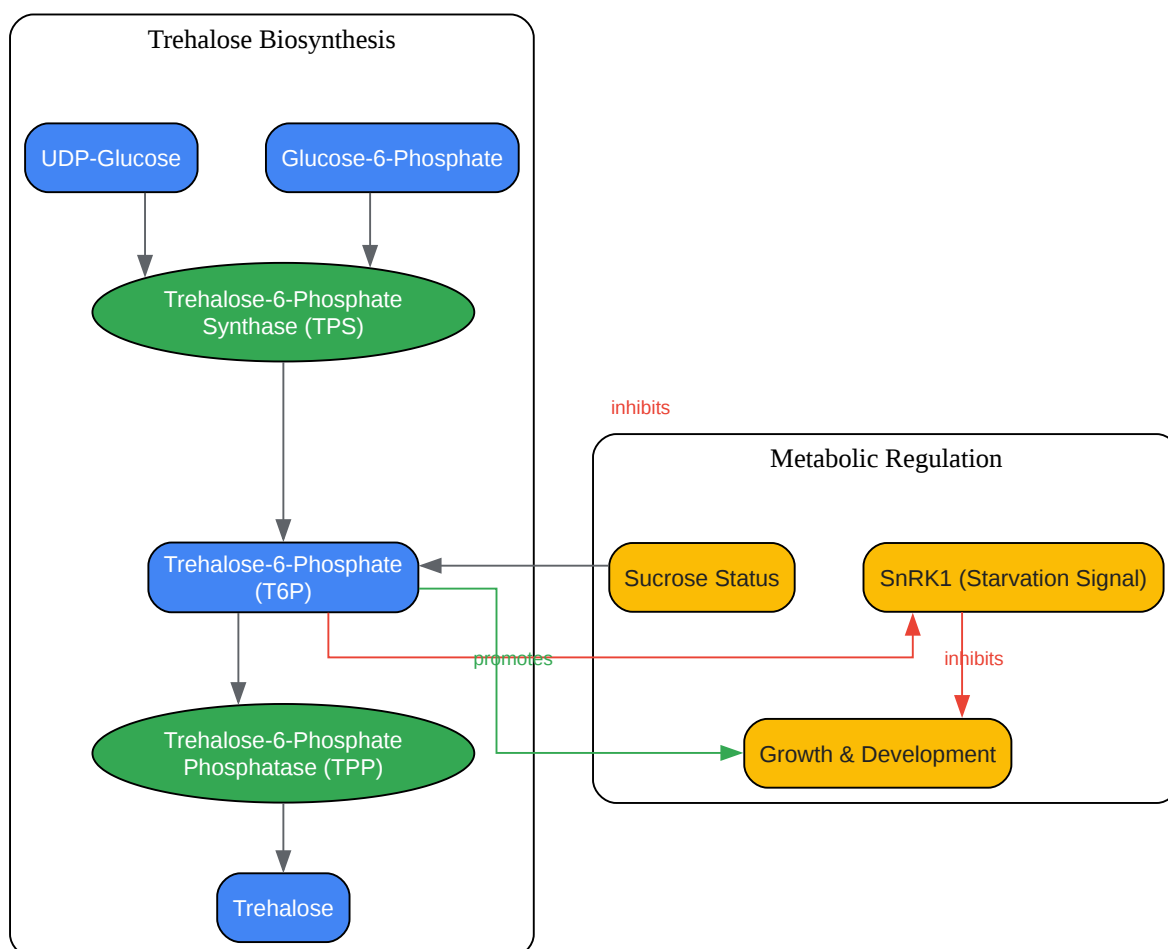 Trehalose Biosynthesis
UDP-Glucose
Glucose-6-Phosphate
Trehalose-6-Phosphate
Synthase (TPS)
inhibits
Metabolic Regulation
Trehalose-6-Phosphate
(T6P)
Sucrose Status
SnRK1 (Starvation Signal)
promotes
inhibits
Trehalose-6-Phosphate
Phosphatase (TPP)
Growth & Development
Trehalose